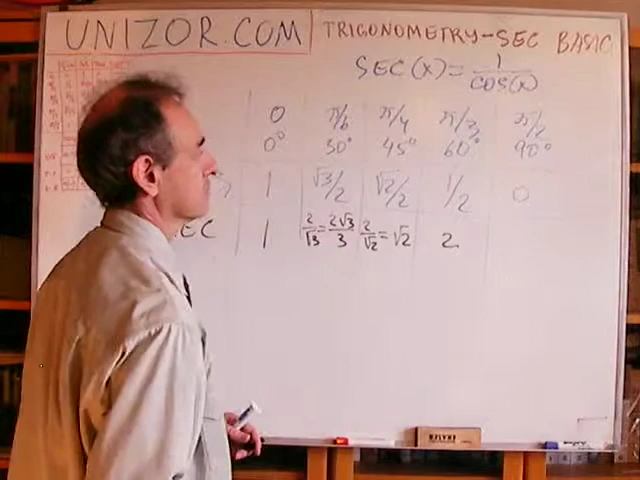 UNIZOR.COM TRIGONOMETRY-SEC BASIC
SEC(X)= 1/COS(X)
0 π/6 π/4 π/3 π/2
0° 30° 45° 60° 90°
1 √3/2 √2/2 1/2 0
EC 1 2/√3=2√3/3 2/√2=√2 2